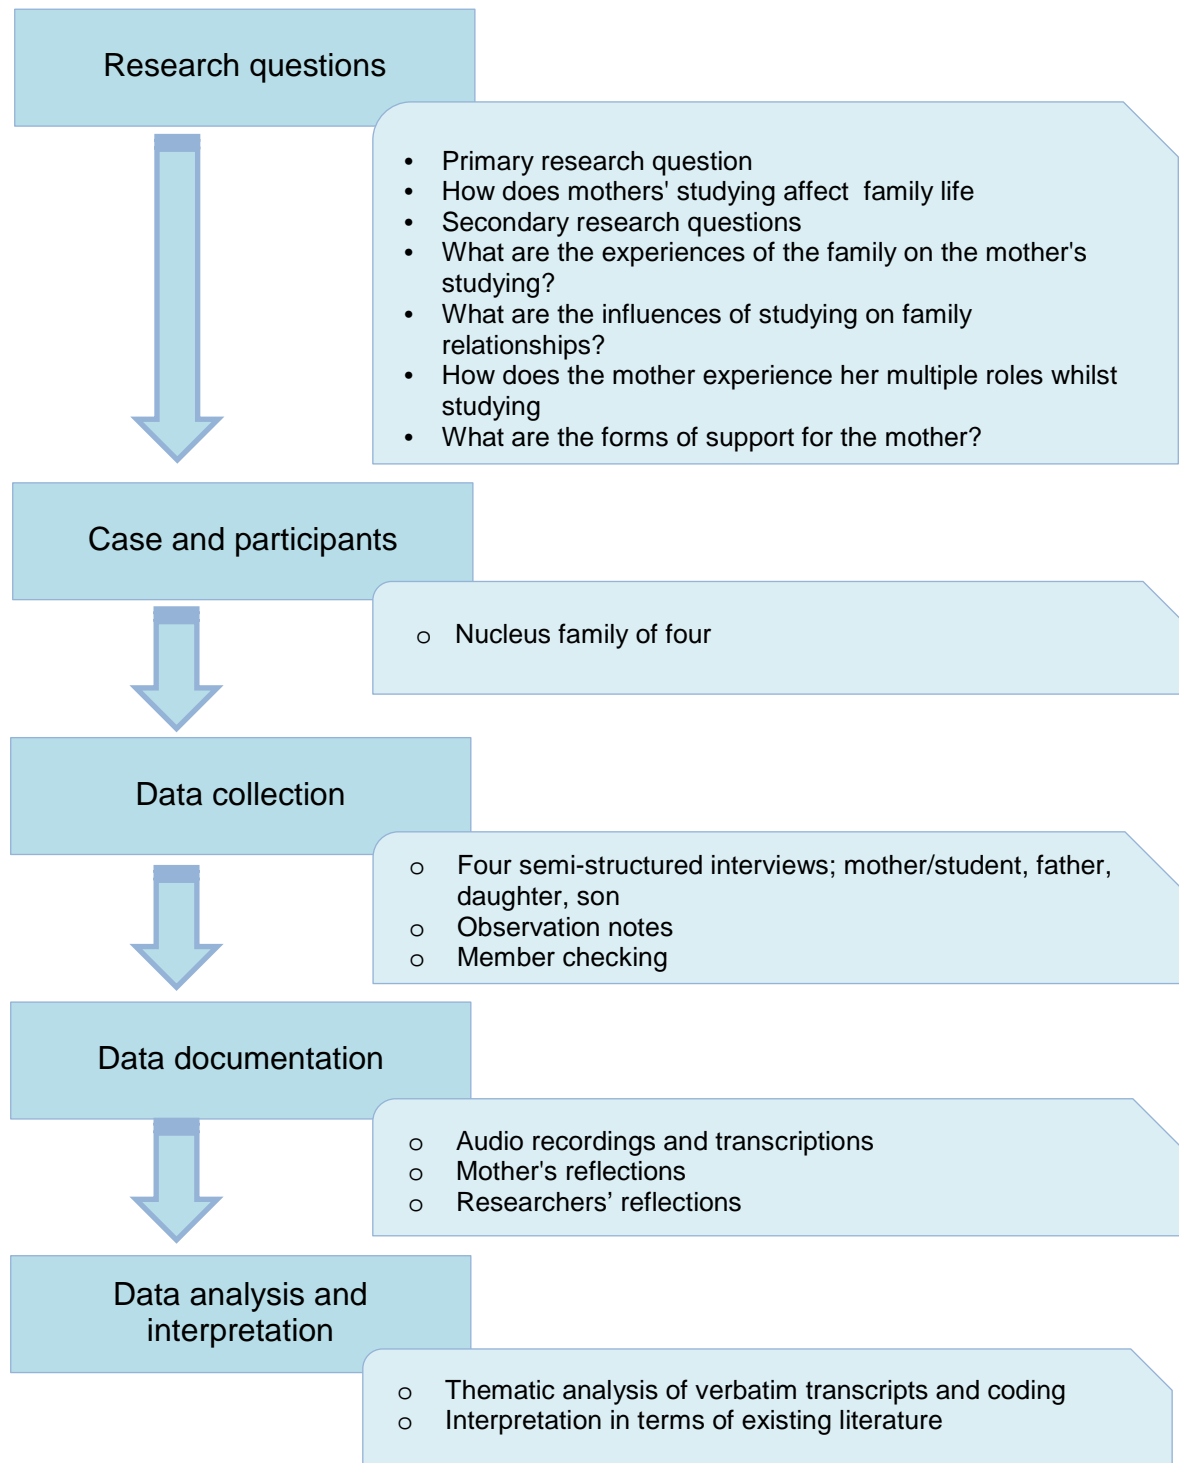 Research questions
• Primary research question
• How does mothers' studying affect  family life
• Secondary research questions
• What are the experiences of the family on the mother's
studying?
• What are the influences of studying on family
relationships?
• How does the mother experience her multiple roles whilst
studying
• What are the forms of support for the mother?
Case and participants
o Nucleus family of four
Data collection
o Four semi-structured interviews; mother/student, father,
daughter, son
o Observation notes
o Member checking
Data documentation
o Audio recordings and transcriptions
o Mother's reflections
o Researchers’ reflections
Data analysis and
interpretation
o Thematic analysis of verbatim transcripts and coding
o Interpretation in terms of existing literature